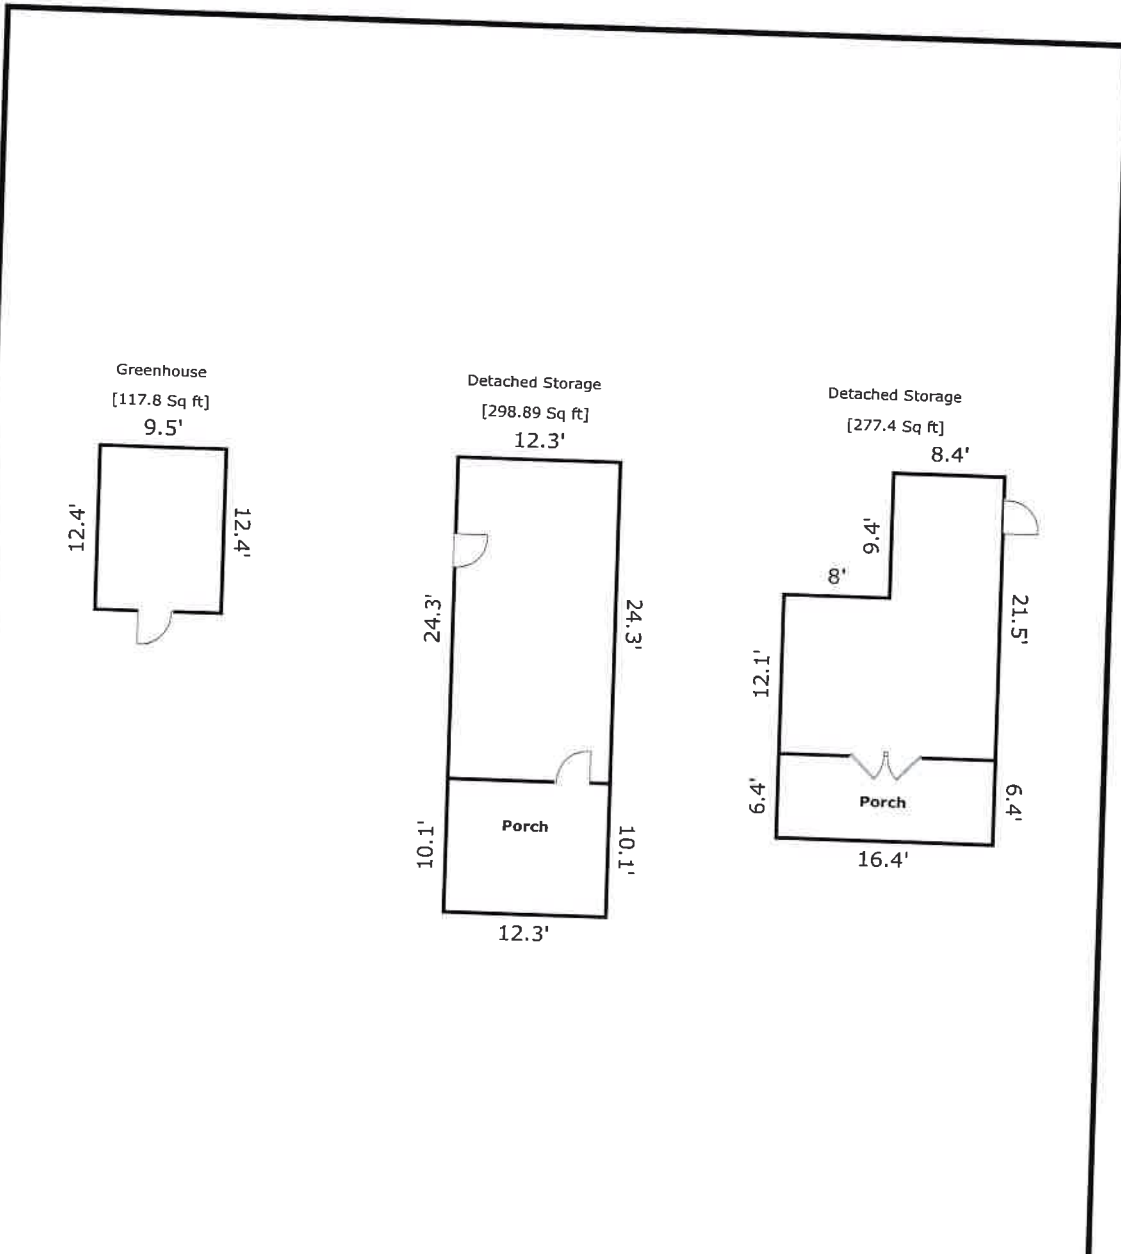 Greenhouse
[117.8 Sq ft]
9.5'
12.4'
12.4'
Detached Storage
[298.89 Sq ft]
12.3'
24.3'
24.3'
Porch
10.1'
10.1'
12.3'
Detached Storage
[277.4 Sq ft]
8.4'
9.4'
8'
21.5'
12.1'
6.4'
Porch
6.4'
16.4'